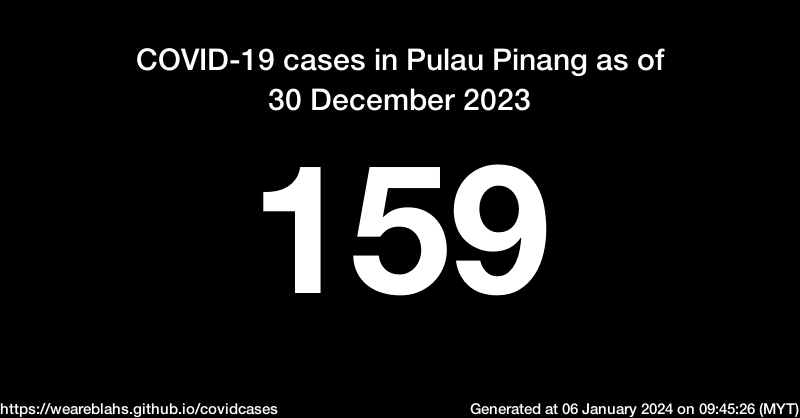 COVID-19 cases in Pulau Pinang as of
30 December 2023
159
https://weareblahs.github.io/covidcases
Generated at 06 January 2024 on 09:45:26 (MYT)